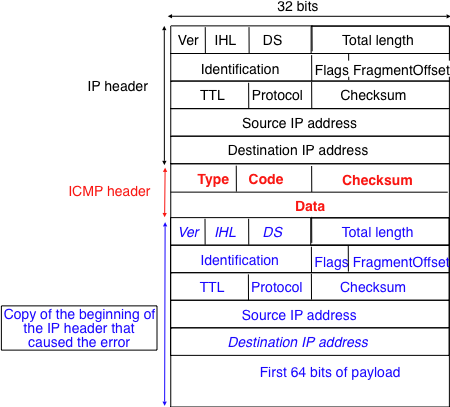 32 bits
Ver IHL DS Total length
Identification Flags FragmentOffset
IP header
TTL Protocol Checksum
Source IP address
Destination IP address
ICMP header
Type Code Checksum
Data
Ver IHL DS Total length
Identification Flags FragmentOffset
TTL Protocol Checksum
Copy of the beginning of
the IP header that
caused the error
Source IP address
Destination IP address
First 64 bits of payload